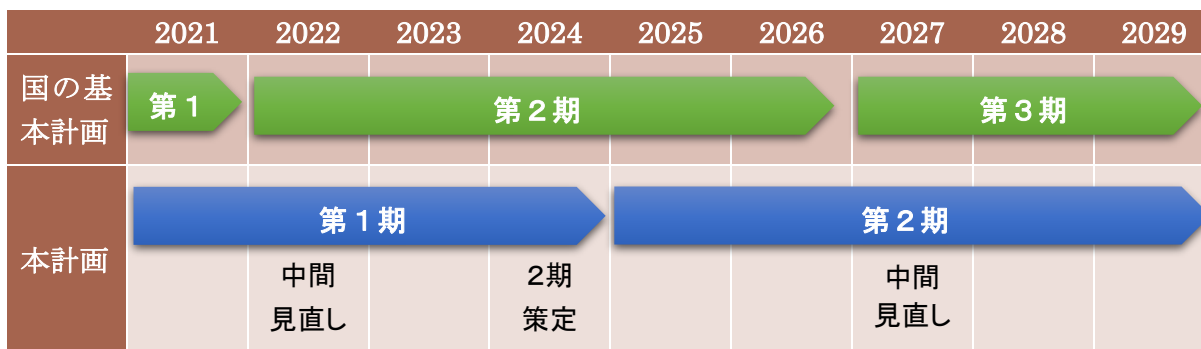 2021 2022 2023 2024 2025 2026 2027 2028 2029
国の基
本計画
第１ 第２期 第３期
本計画
第１期 第２期
中間 ２期 中間
見直し 策定 見直し